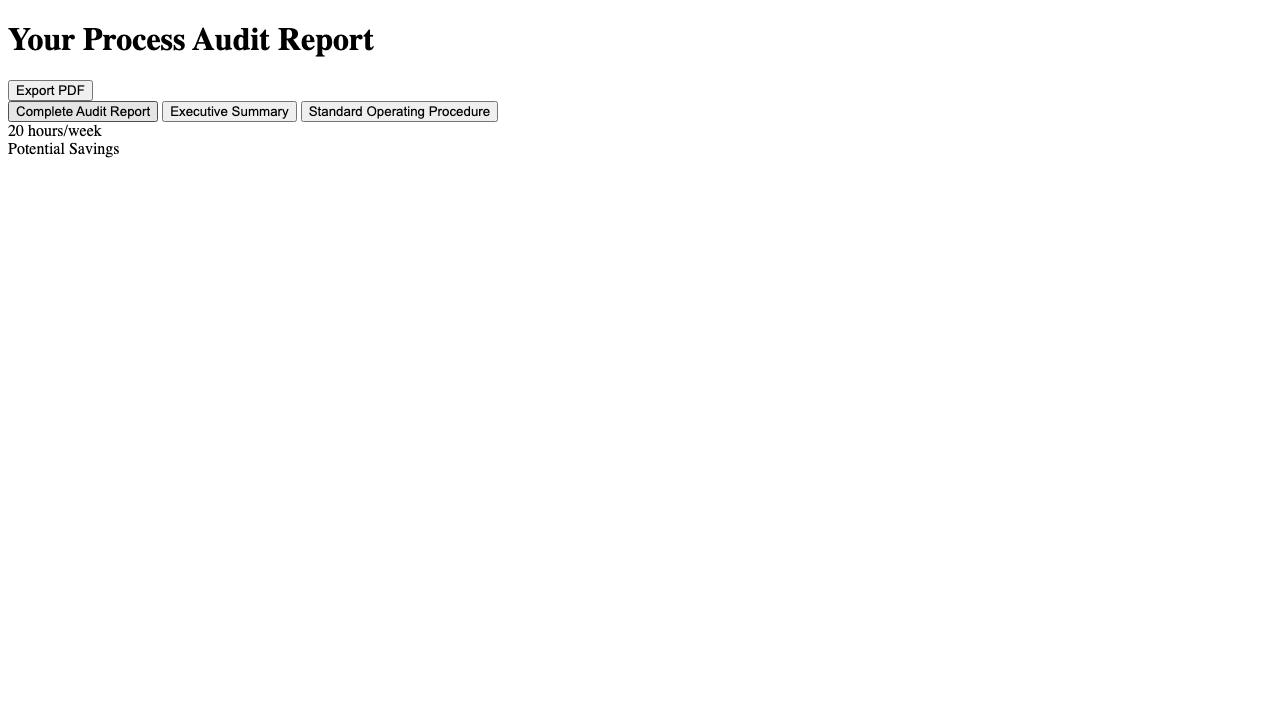 Your Process Audit Report
Export PDF
Complete Audit Report Executive Summary Standard Operating Procedure
20 hours/week
Potential Savings